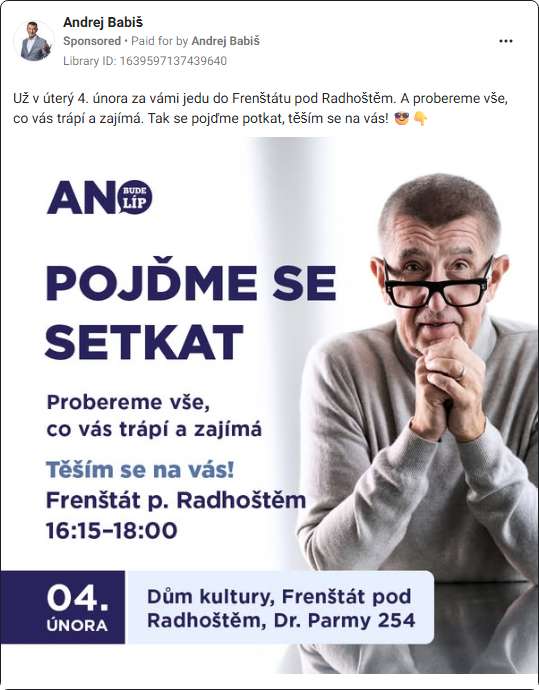 Andrej Babiš
Sponsored • Paid for by Andrej Babiš
Library ID: 1639597137439640
Už v úterý 4. února za vámi jedu do Frenštátu pod Radhoštěm. A probereme vše,
co vás trápí a zajímá. Tak se pojďme potkat, těším se na vás! 😎👇
ANO
BUDE
LÍP
POJĎME SE
SETKAT
Probereme vše,
co vás trápí a zajímá
Těším se na vás!
Frenštát p. Radhoštěm
16:15–18:00
04.
ÚNORA
Dům kultury, Frenštát pod
Radhoštěm, Dr. Parmy 254